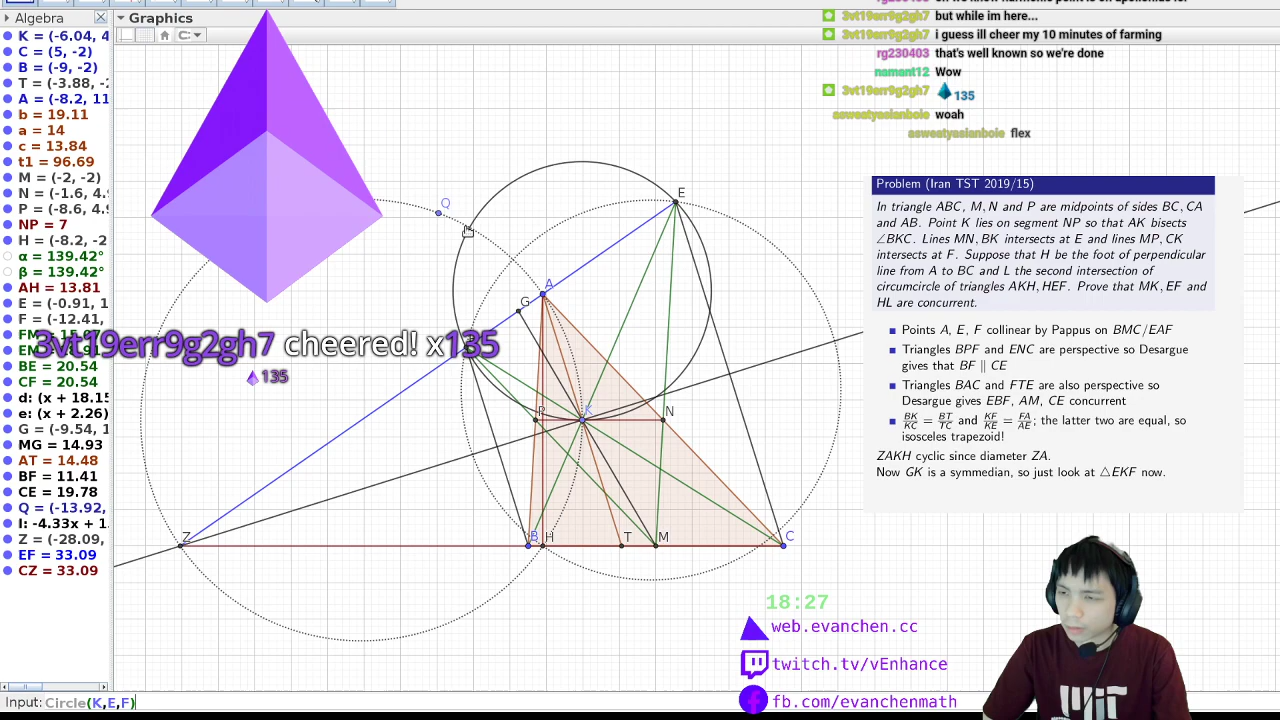 Algebra
Graphics
K = (-6.04, 4
C = (5, -2)
B = (-9, -2)
T = (-3.88, -2
A = (-8.2, 11
b = 19.11
a = 14
c = 13.84
t1 = 96.69
M = (-2, -2)
N = (-1.6, 4.9
P = (-8.6, 4.9
NP = 7
H = (-8.2, -2
α = 139.42°
β = 139.42°
AH = 13.81
E = (-0.91, 1
F = (-12.41,
BE = 20.54
CF = 20.54
d: (x + 18.15
e: (x + 2.26)
G = (-9.54, 1
MG = 14.93
AT = 14.48
BF = 11.41
CE = 19.78
Q = (-13.92,
l: -4.33x + 1.
Z = (-28.09,
EF = 33.09
CZ = 33.09
Input: Circle(K,E,F)
3vt19err9g2gh7 cheered! x135
135
Q
E
A
G
P
K
N
Z
B
H
T
M
C
3vt19err9g2gh7 but while im here...
3vt19err9g2gh7 i guess ill cheer my 10 minutes of farming
rg230403 that's well known so we're done
namant12 Wow
3vt19err9g2gh7 135
asweatyasianboie woah
asweatyasianboie flex
Problem (Iran TST 2019/15)
In triangle ABC, M, N and P are midpoints of sides BC, CA
and AB. Point K lies on segment NP so that AK bisects
∠BKC. Lines MN, BK intersects at E and lines MP, CK
intersects at F. Suppose that H be the foot of perpendicular
line from A to BC and L the second intersection of
circumcircle of triangles AKH, HEF. Prove that MK, EF and
HL are concurrent.
Points A, E, F collinear by Pappus on BMC/EAF
Triangles BPF and ENC are perspective so Desargue
gives that BF ∥ CE
Triangles BAC and FTE are also perspective so
Desargue gives EBF, AM, CE concurrent
BK/KC = BT/TC and KF/KE = FA/AE; the latter two are equal, so
isosceles trapezoid!
ZAKH cyclic since diameter ZA.
Now GK is a symmedian, so just look at △EKF now.
18:27
web.evanchen.cc
twitch.tv/vEnhance
fb.com/evanchenmath